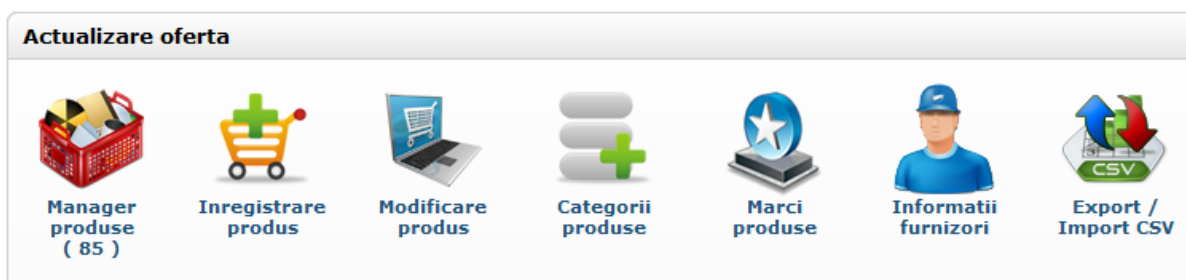 Actualizare oferta
CSV
Manager
produse
( 85 )
Inregistrare
produs
Modificare
produs
Categorii
produse
Marci
produse
Informatii
furnizori
Export /
Import CSV